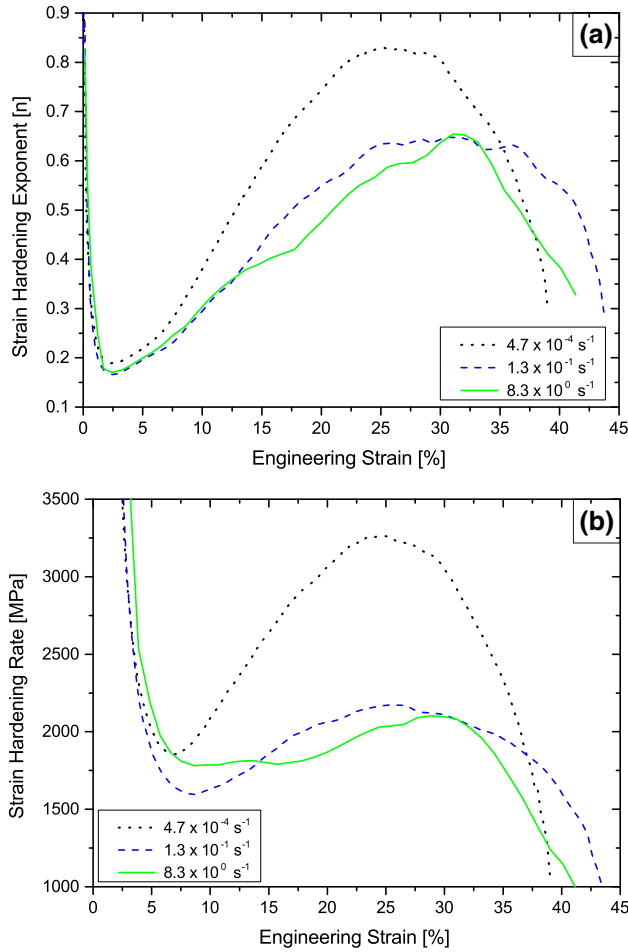 (a)
Strain Hardening Exponent [n]
0.9
0.8
0.7
0.6
0.5
0.4
0.3
0.2
0.1
4.7 x 10⁻⁴ s⁻¹
1.3 x 10⁻¹ s⁻¹
8.3 x 10⁰ s⁻¹
0 5 10 15 20 25 30 35 40 45
Engineering Strain [%]
(b)
Strain Hardening Rate [MPa]
3500
3000
2500
2000
1500
1000
4.7 x 10⁻⁴ s⁻¹
1.3 x 10⁻¹ s⁻¹
8.3 x 10⁰ s⁻¹
0 5 10 15 20 25 30 35 40 45
Engineering Strain [%]